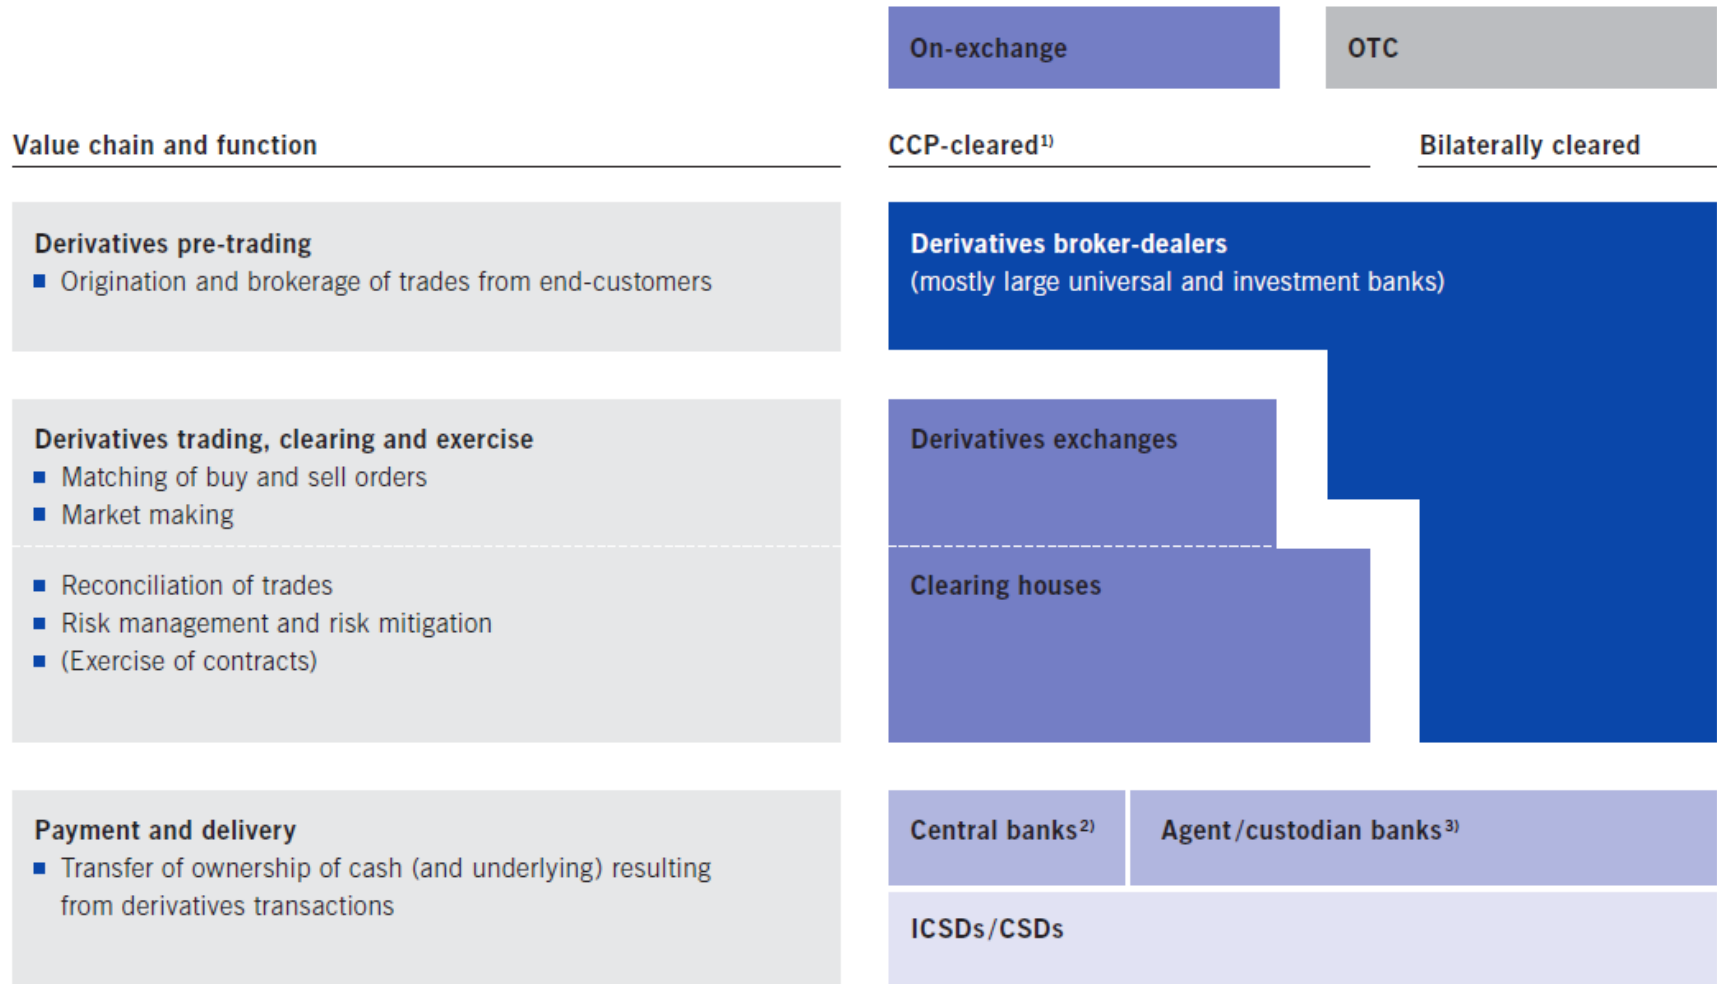 On-exchange
OTC
Value chain and function
CCP-cleared¹⁾
Bilaterally cleared
Derivatives pre-trading
■ Origination and brokerage of trades from end-customers
Derivatives broker-dealers
(mostly large universal and investment banks)
Derivatives trading, clearing and exercise
■ Matching of buy and sell orders
■ Market making
Derivatives exchanges
■ Reconciliation of trades
■ Risk management and risk mitigation
■ (Exercise of contracts)
Clearing houses
Payment and delivery
■ Transfer of ownership of cash (and underlying) resulting
from derivatives transactions
Central banks²⁾
Agent/custodian banks³⁾
ICSDs/CSDs